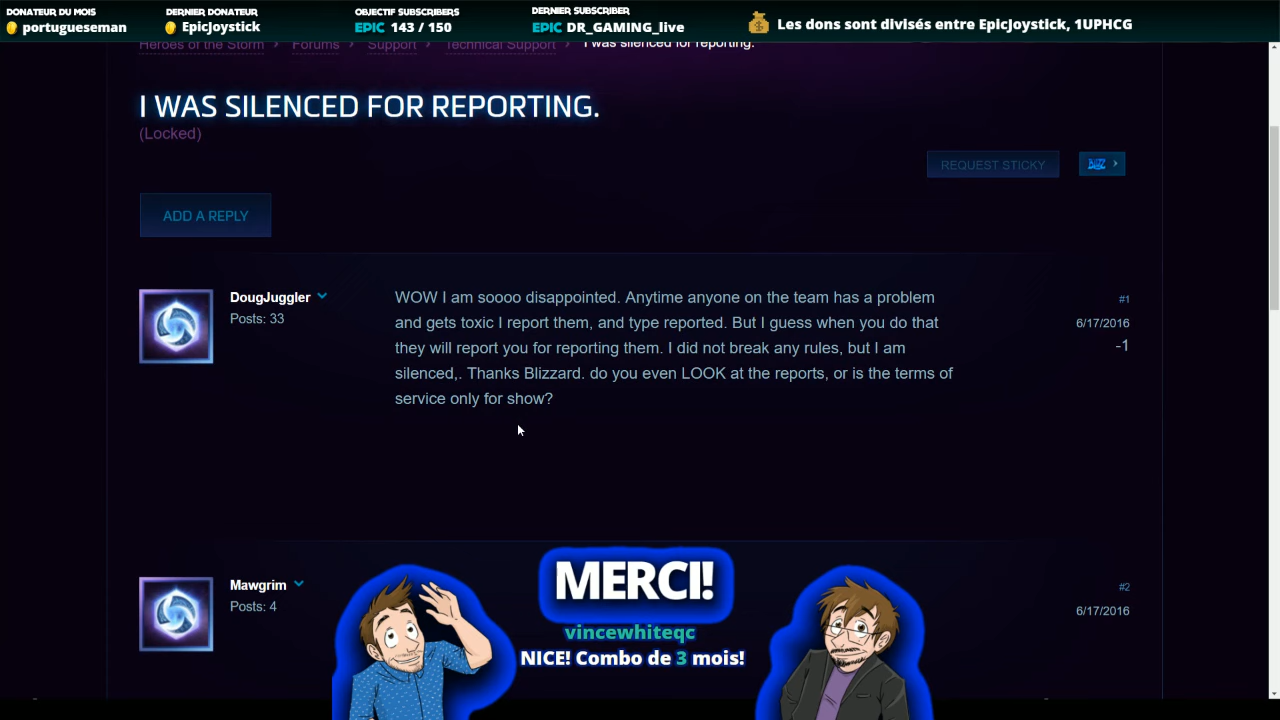 DONATEUR DU MOIS
portugueseman
DERNIER DONATEUR
EpicJoystick
OBJECTIF SUBSCRIBERS
EPIC 143 / 150
DERNIER SUBSCRIBER
EPIC DR_GAMING_live
Les dons sont divisés entre EpicJoystick, 1UPHCG
Heroes of the Storm > Forums > Support > Technical Support > I was silenced for reporting.
I WAS SILENCED FOR REPORTING.
(Locked)
REQUEST STICKY
BLIZZ >
ADD A REPLY
DougJuggler
Posts: 33
WOW I am soooo disappointed. Anytime anyone on the team has a problem
and gets toxic I report them, and type reported. But I guess when you do that
they will report you for reporting them. I did not break any rules, but I am
silenced,. Thanks Blizzard. do you even LOOK at the reports, or is the terms of
service only for show?
#1
6/17/2016
-1
Mawgrim
Posts: 4
#2
6/17/2016
MERCI!
vincewhiteqc
NICE! Combo de 3 mois!